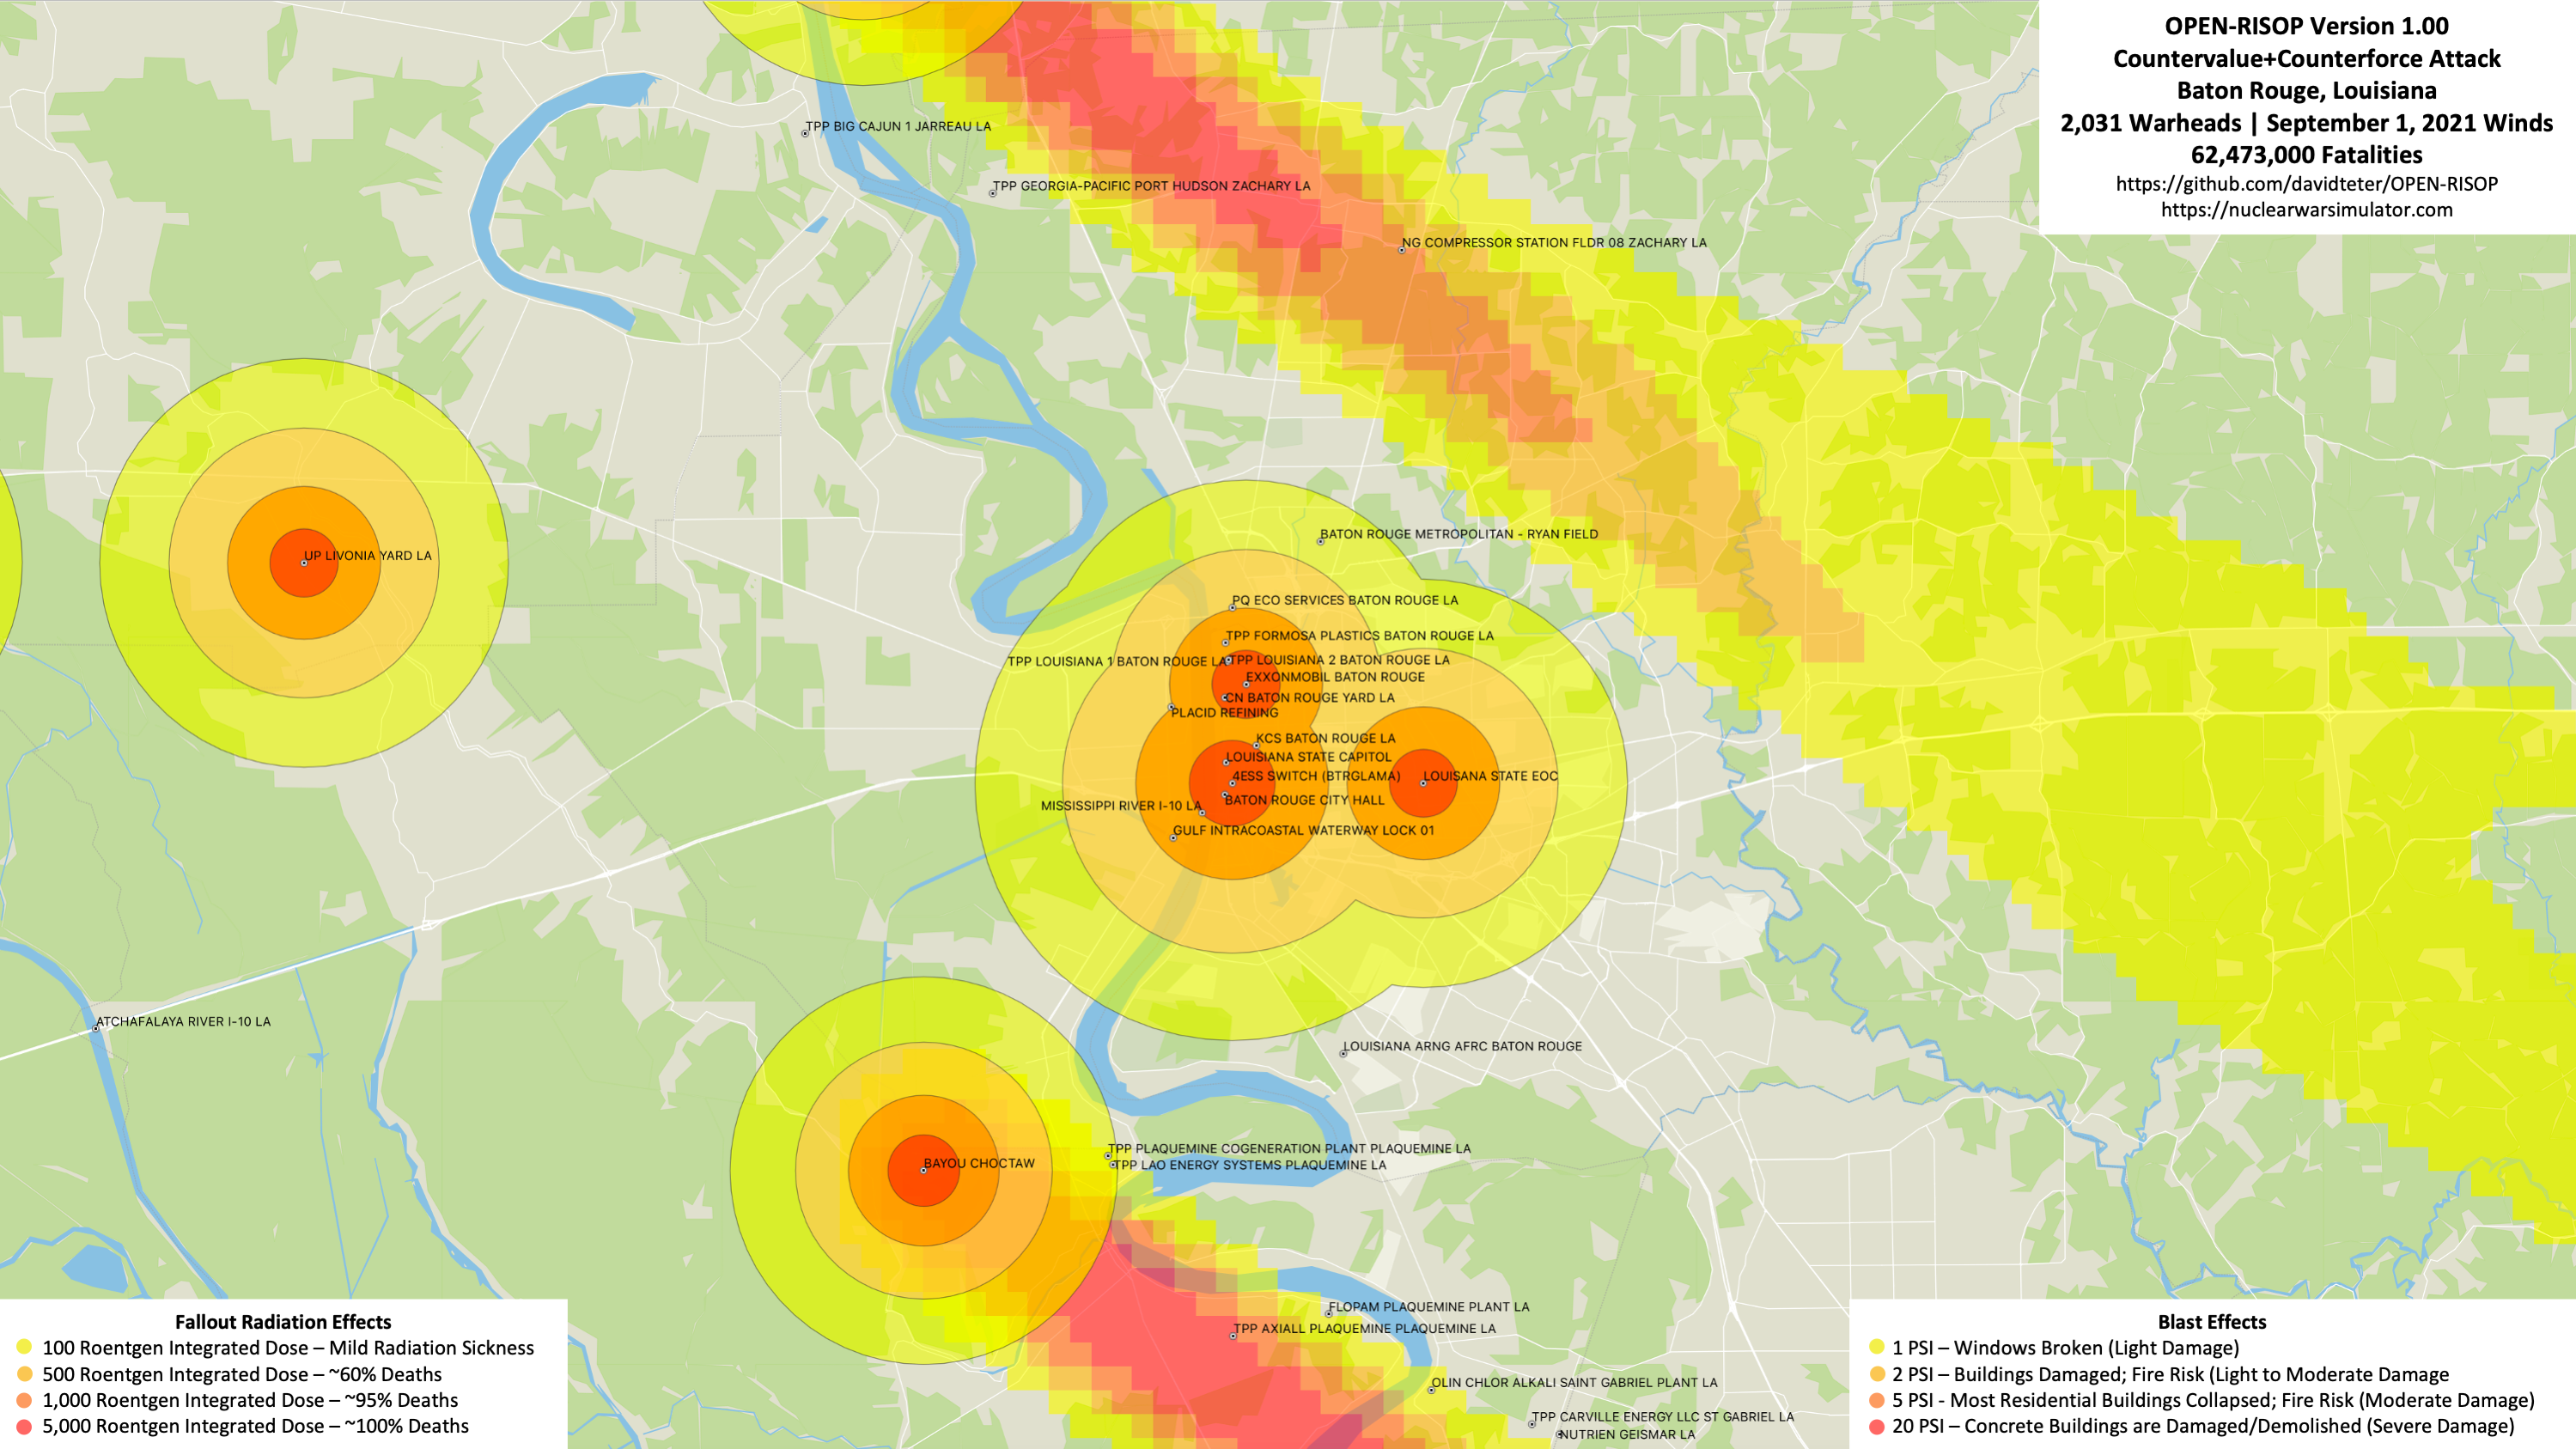 OPEN-RISOP Version 1.00
Countervalue+Counterforce Attack
Baton Rouge, Louisiana
2,031 Warheads | September 1, 2021 Winds
62,473,000 Fatalities
https://github.com/davidteter/OPEN-RISOP
https://nuclearwarsimulator.com
TPP BIG CAJUN 1 JARREAU LA
TPP GEORGIA-PACIFIC PORT HUDSON ZACHARY LA
NG COMPRESSOR STATION FLDR 08 ZACHARY LA
BATON ROUGE METROPOLITAN - RYAN FIELD
UP LIVONIA YARD LA
PQ ECO SERVICES BATON ROUGE LA
TPP FORMOSA PLASTICS BATON ROUGE LA
TPP LOUISIANA 1 BATON ROUGE LA
TPP LOUISIANA 2 BATON ROUGE LA
EXXONMOBIL BATON ROUGE
CN BATON ROUGE YARD LA
PLACID REFINING
KCS BATON ROUGE LA
LOUISIANA STATE CAPITOL
4ESS SWITCH (BTRGLAMA)
LOUISANA STATE EOC
BATON ROUGE CITY HALL
MISSISSIPPI RIVER I-10 LA
GULF INTRACOASTAL WATERWAY LOCK 01
ATCHAFALAYA RIVER I-10 LA
LOUISIANA ARNG AFRC BATON ROUGE
TPP PLAQUEMINE COGENERATION PLANT PLAQUEMINE LA
BAYOU CHOCTAW
TPP LAO ENERGY SYSTEMS PLAQUEMINE LA
FLOPAM PLAQUEMINE PLANT LA
TPP AXIALL PLAQUEMINE PLAQUEMINE LA
OLIN CHLOR ALKALI SAINT GABRIEL PLANT LA
TPP CARVILLE ENERGY LLC ST GABRIEL LA
NUTRIEN GEISMAR LA
Fallout Radiation Effects
100 Roentgen Integrated Dose – Mild Radiation Sickness
500 Roentgen Integrated Dose – ~60% Deaths
1,000 Roentgen Integrated Dose – ~95% Deaths
5,000 Roentgen Integrated Dose – ~100% Deaths
Blast Effects
1 PSI – Windows Broken (Light Damage)
2 PSI – Buildings Damaged; Fire Risk (Light to Moderate Damage
5 PSI - Most Residential Buildings Collapsed; Fire Risk (Moderate Damage)
20 PSI – Concrete Buildings are Damaged/Demolished (Severe Damage)